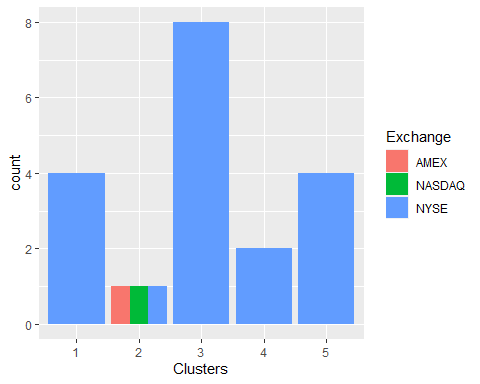 8
6
4
2
0
count
1 2 3 4 5
Clusters
Exchange
AMEX
NASDAQ
NYSE